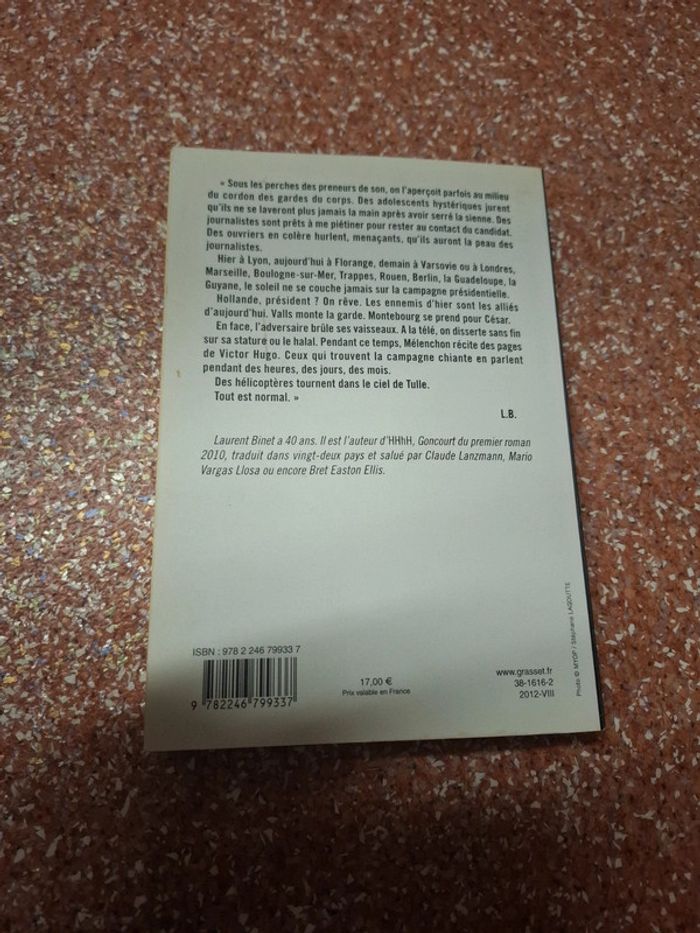 « Sous les perches des preneurs de son, on l'aperçoit parfois au milieu
du cordon des gardes du corps. Des adolescents hystériques jurent
qu'ils ne se laveront plus jamais la main après avoir serré la sienne. Des
journalistes sont prêts à me piétiner pour rester au contact du candidat.
Des ouvriers en colère hurlent, menaçants, qu'ils auront la peau des
journalistes.
Hier à Lyon, aujourd'hui à Florange, demain à Varsovie ou à Londres,
Marseille, Boulogne-sur-Mer, Trappes, Rouen, Berlin, la Guadeloupe, la
Guyane, le soleil ne se couche jamais sur la campagne présidentielle.
Hollande, président ? On rêve. Les ennemis d'hier sont les alliés
d'aujourd'hui. Valls monte la garde. Montebourg se prend pour César.
En face, l'adversaire brûle ses vaisseaux. A la télé, on disserte sans fin
sur sa stature ou le halal. Pendant ce temps, Mélenchon récite des pages
de Victor Hugo. Ceux qui trouvent la campagne chiante en parlent
pendant des heures, des jours, des mois.
Des hélicoptères tournent dans le ciel de Tulle.
Tout est normal. »
L.B.
Laurent Binet a 40 ans. Il est l'auteur d'HHhH, Goncourt du premier roman
2010, traduit dans vingt-deux pays et salué par Claude Lanzmann, Mario
Vargas Llosa ou encore Bret Easton Ellis.
ISBN : 978 2 246 79933 7
9 782246 799337
17,00 €
Prix valable en France
www.grasset.fr
38-1616-2
2012-VIII
Photo © MYOP / Stéphane LAGOUTTE